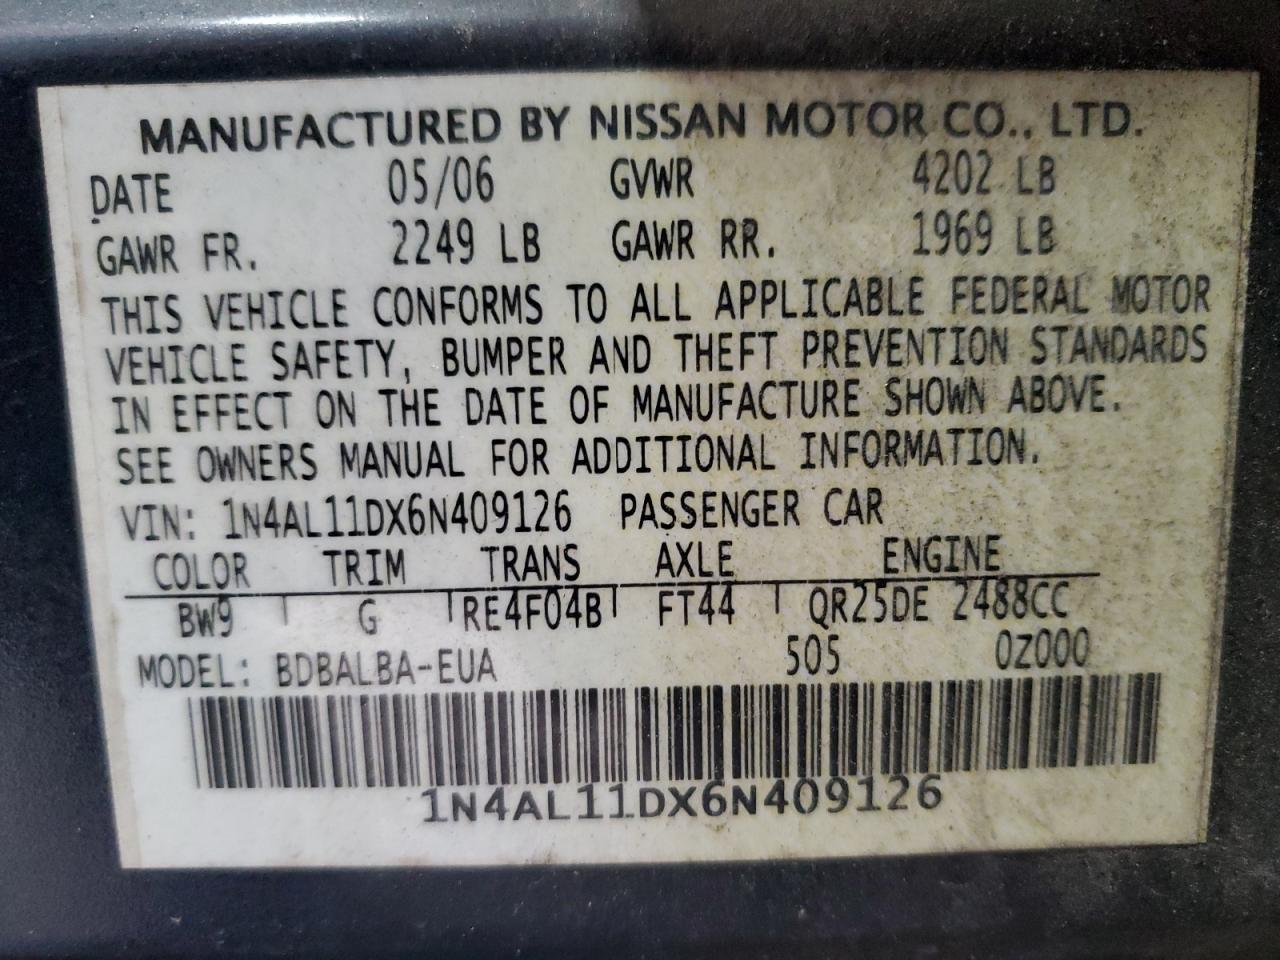 MANUFACTURED BY NISSAN MOTOR CO., LTD.
DATE 05/06 GVWR 4202 LB
GAWR FR. 2249 LB GAWR RR. 1969 LB
THIS VEHICLE CONFORMS TO ALL APPLICABLE FEDERAL MOTOR
VEHICLE SAFETY, BUMPER AND THEFT PREVENTION STANDARDS
IN EFFECT ON THE DATE OF MANUFACTURE SHOWN ABOVE.
SEE OWNERS MANUAL FOR ADDITIONAL INFORMATION.
VIN: 1N4AL11DX6N409126 PASSENGER CAR
COLOR TRIM TRANS AXLE ENGINE
BW9 G RE4F04B FT44 QR25DE 2488CC
MODEL: BDBALBA-EUA 505 0Z000
1N4AL11DX6N409126